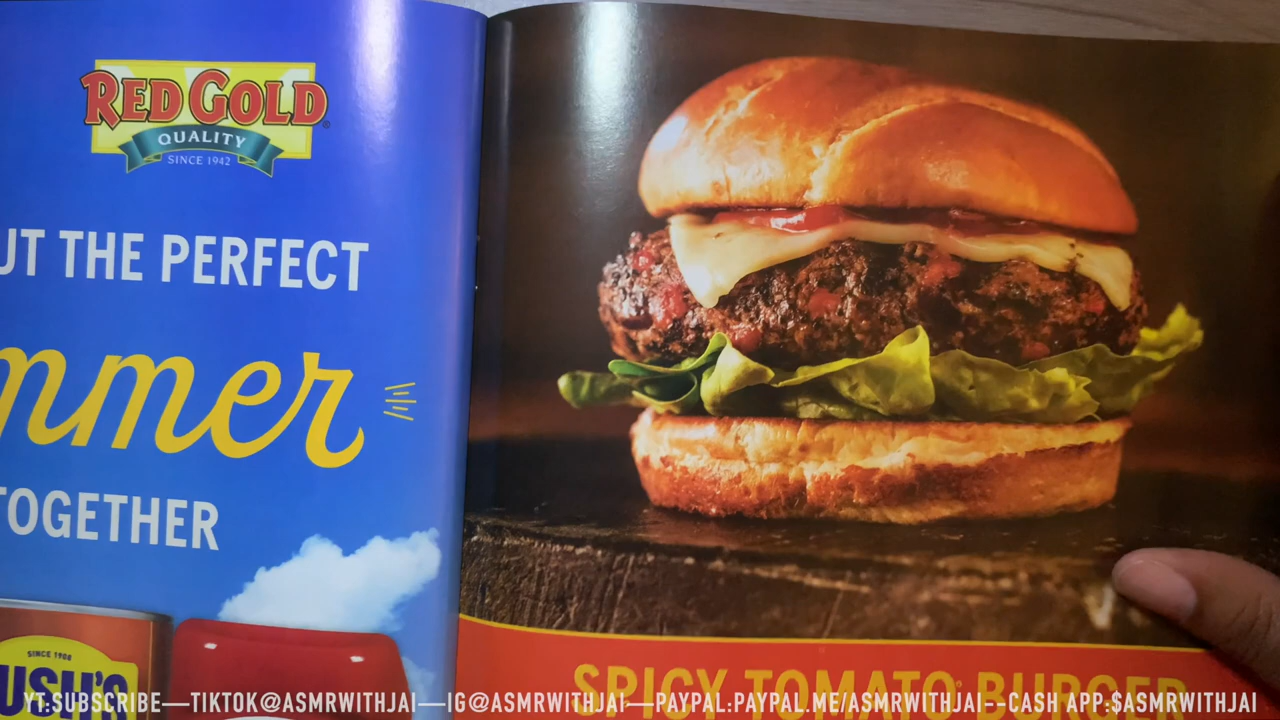 RED GOLD
QUALITY
SINCE 1942
UT THE PERFECT
mmer
TOGETHER
SINCE 1908
USH'S
SPICY TOMATO BURGER
YT:SUBSCRIBE—TIKTOK@ASMRWITHJAI—IG@ASMRWITHJAI—PAYPAL:PAYPAL.ME/ASMRWITHJAI--CASH APP:$ASMRWITHJAI